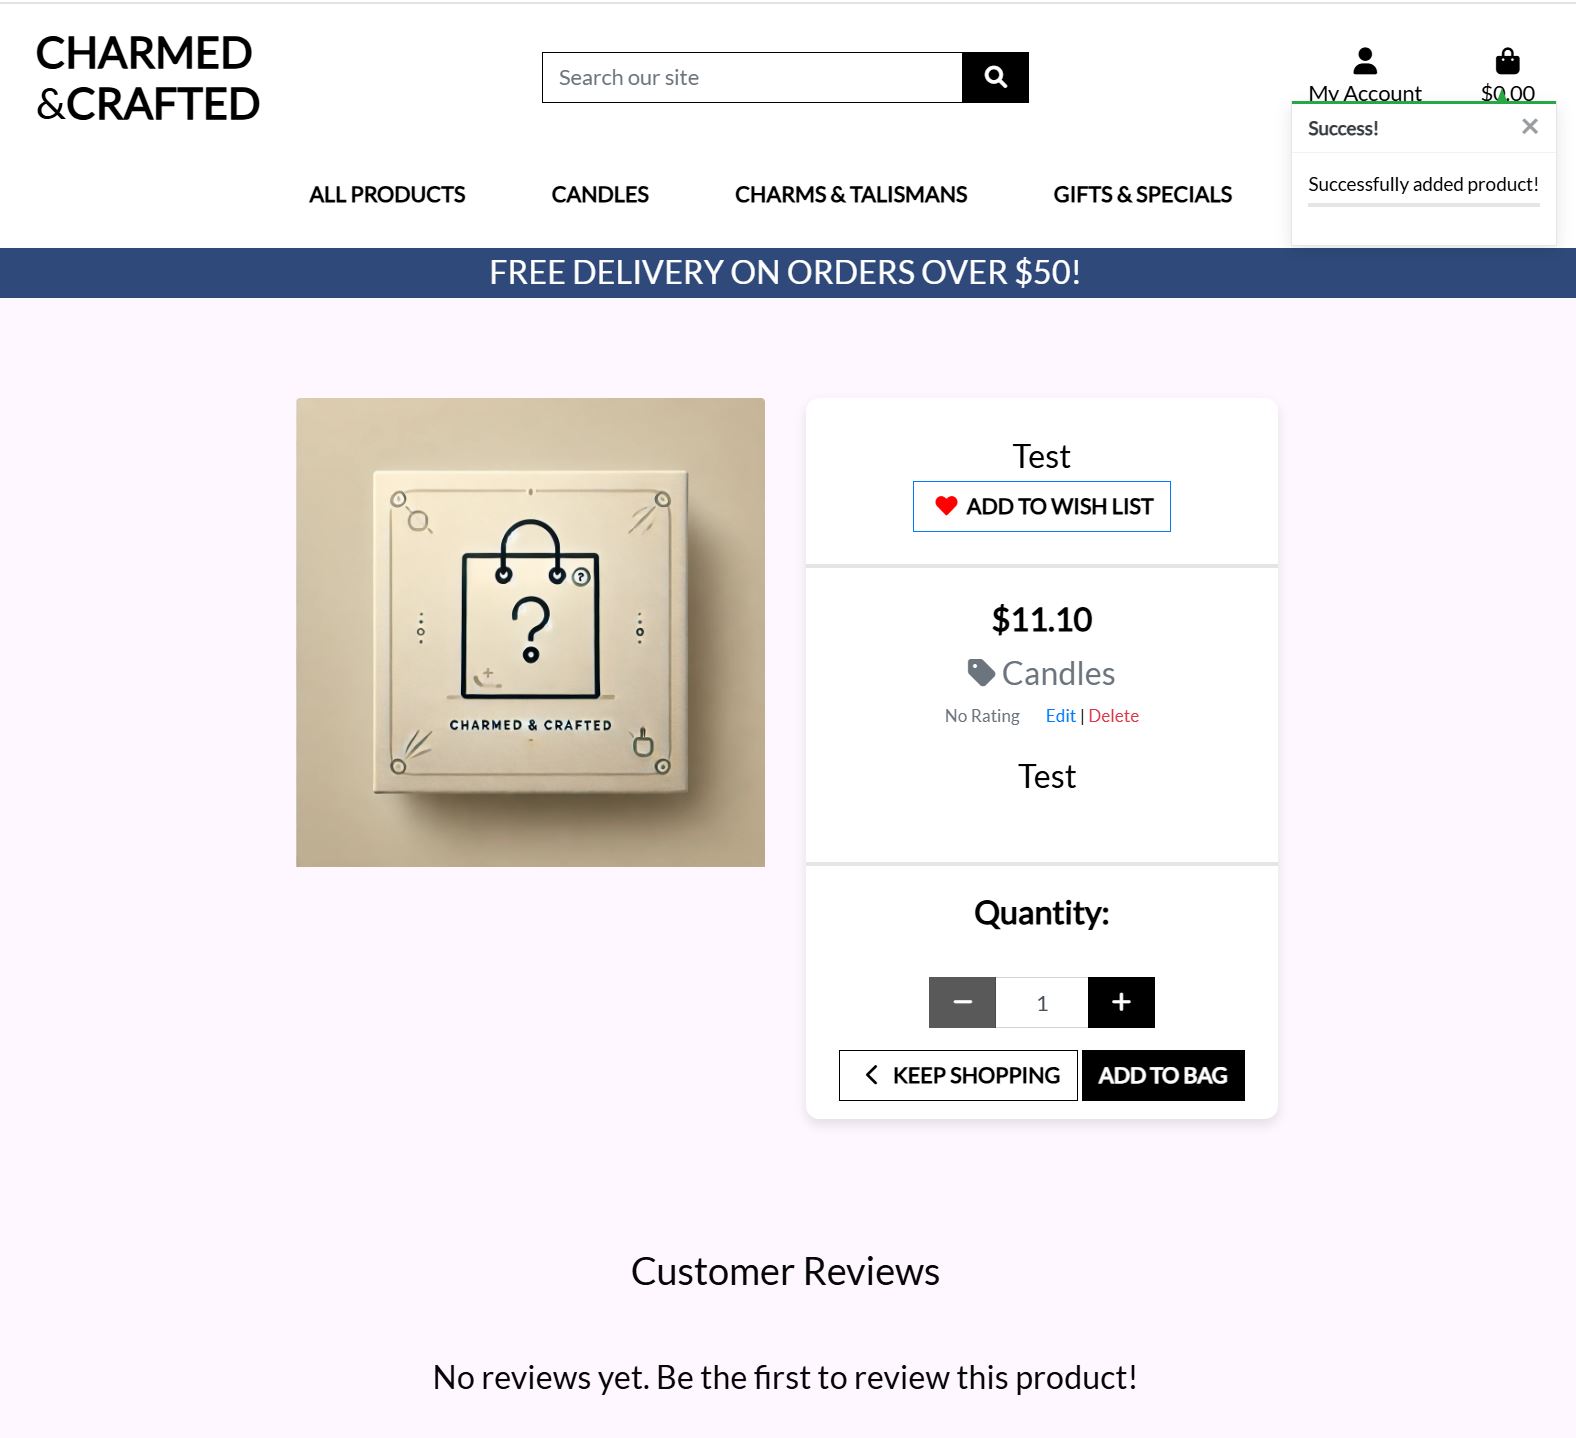 CHARMED
&CRAFTED
Search our site
My Account
$0.00
Success!
×
Successfully added product!
ALL PRODUCTS
CANDLES
CHARMS & TALISMANS
GIFTS & SPECIALS
FREE DELIVERY ON ORDERS OVER $50!
?
?
CHARMED & CRAFTED
Test
ADD TO WISH LIST
$11.10
Candles
No Rating
Edit | Delete
Test
Quantity:
1
KEEP SHOPPING
ADD TO BAG
Customer Reviews
No reviews yet. Be the first to review this product!